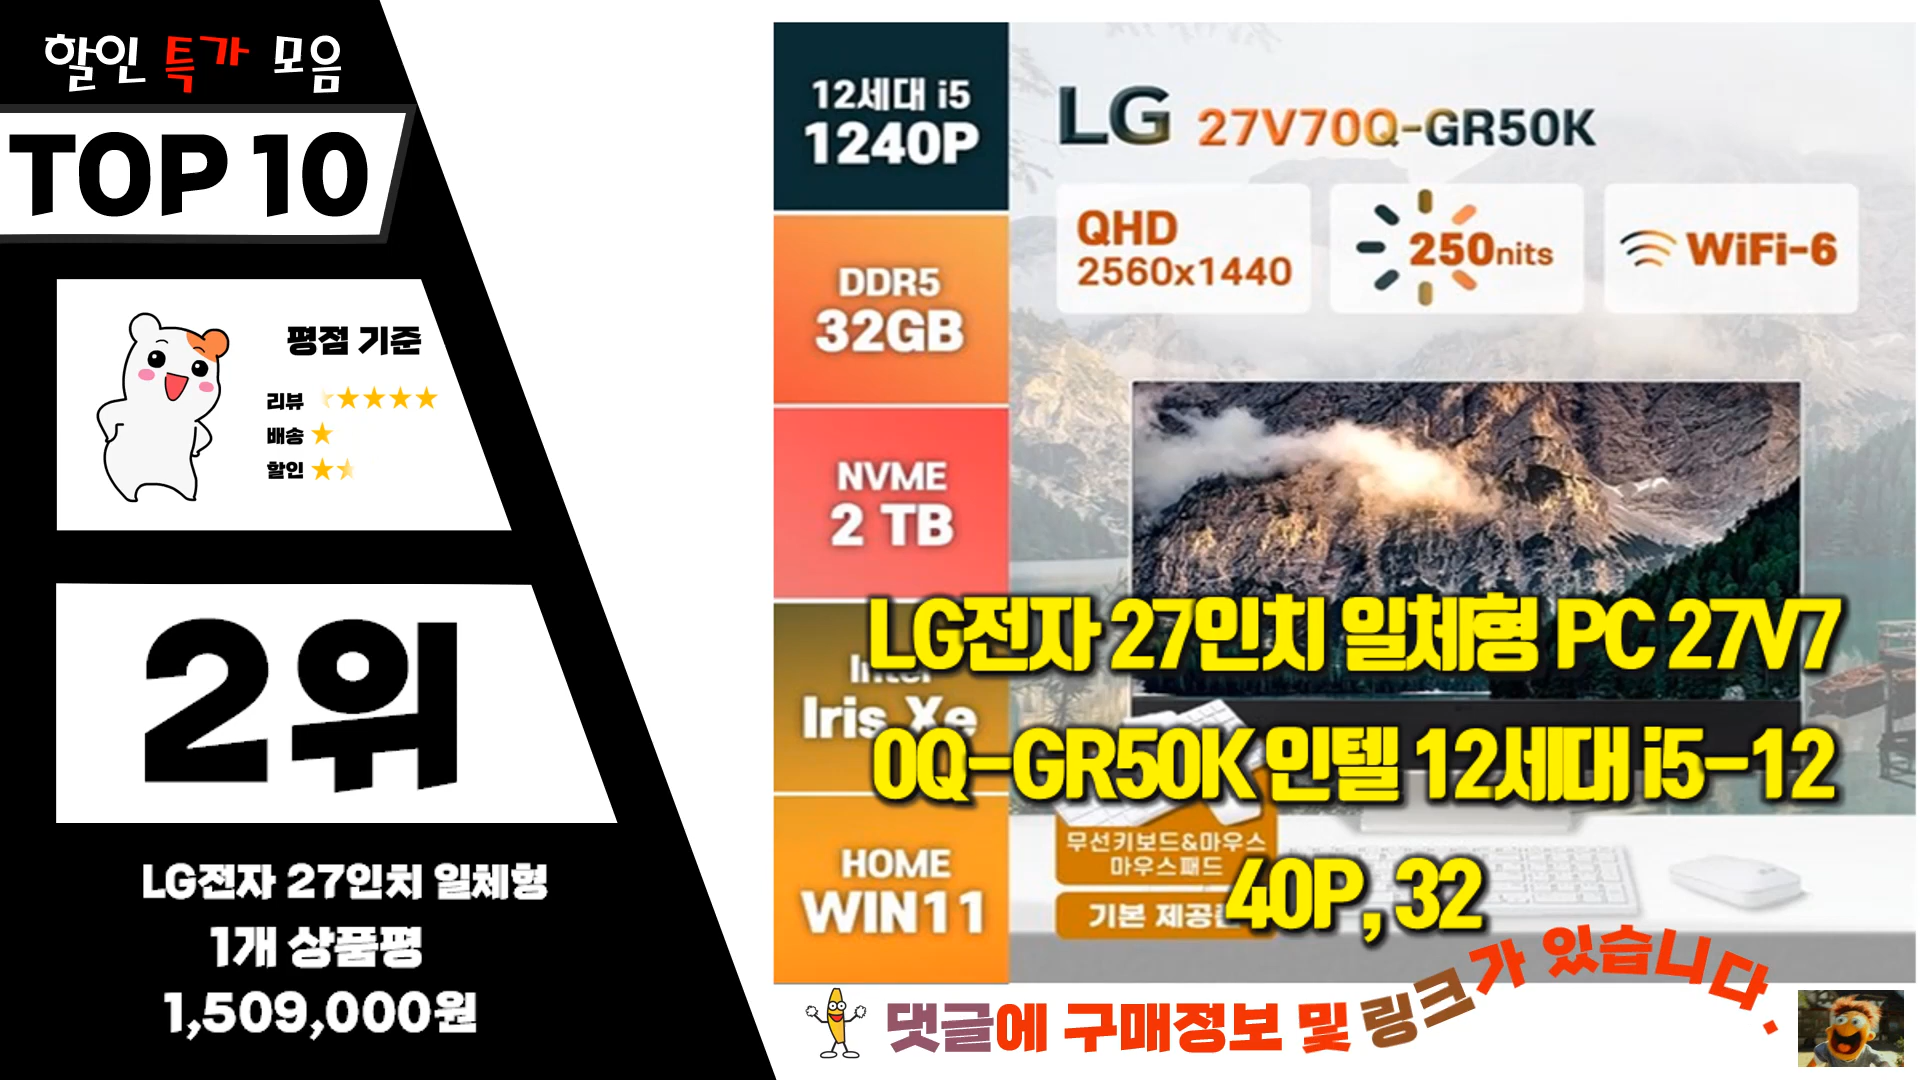 할인 특가 모음
TOP 10
평점 기준
리뷰
배송
할인
2위
LG전자 27인치 일체형
1개 상품평
1,509,000원
12세대 i5
1240P
DDR5
32GB
NVME
2 TB
Iris Xe
HOME
WIN11
LG 27V70Q-GR50K
QHD
2560x1440
250nits
WiFi-6
LG전자 27인치 일체형 PC 27V7
0Q-GR50K 인텔 12세대 i5-12
40P, 32
무선키보드&마우스
마우스패드
기본 제공
댓글에 구매정보 및 링크가 있습니다.